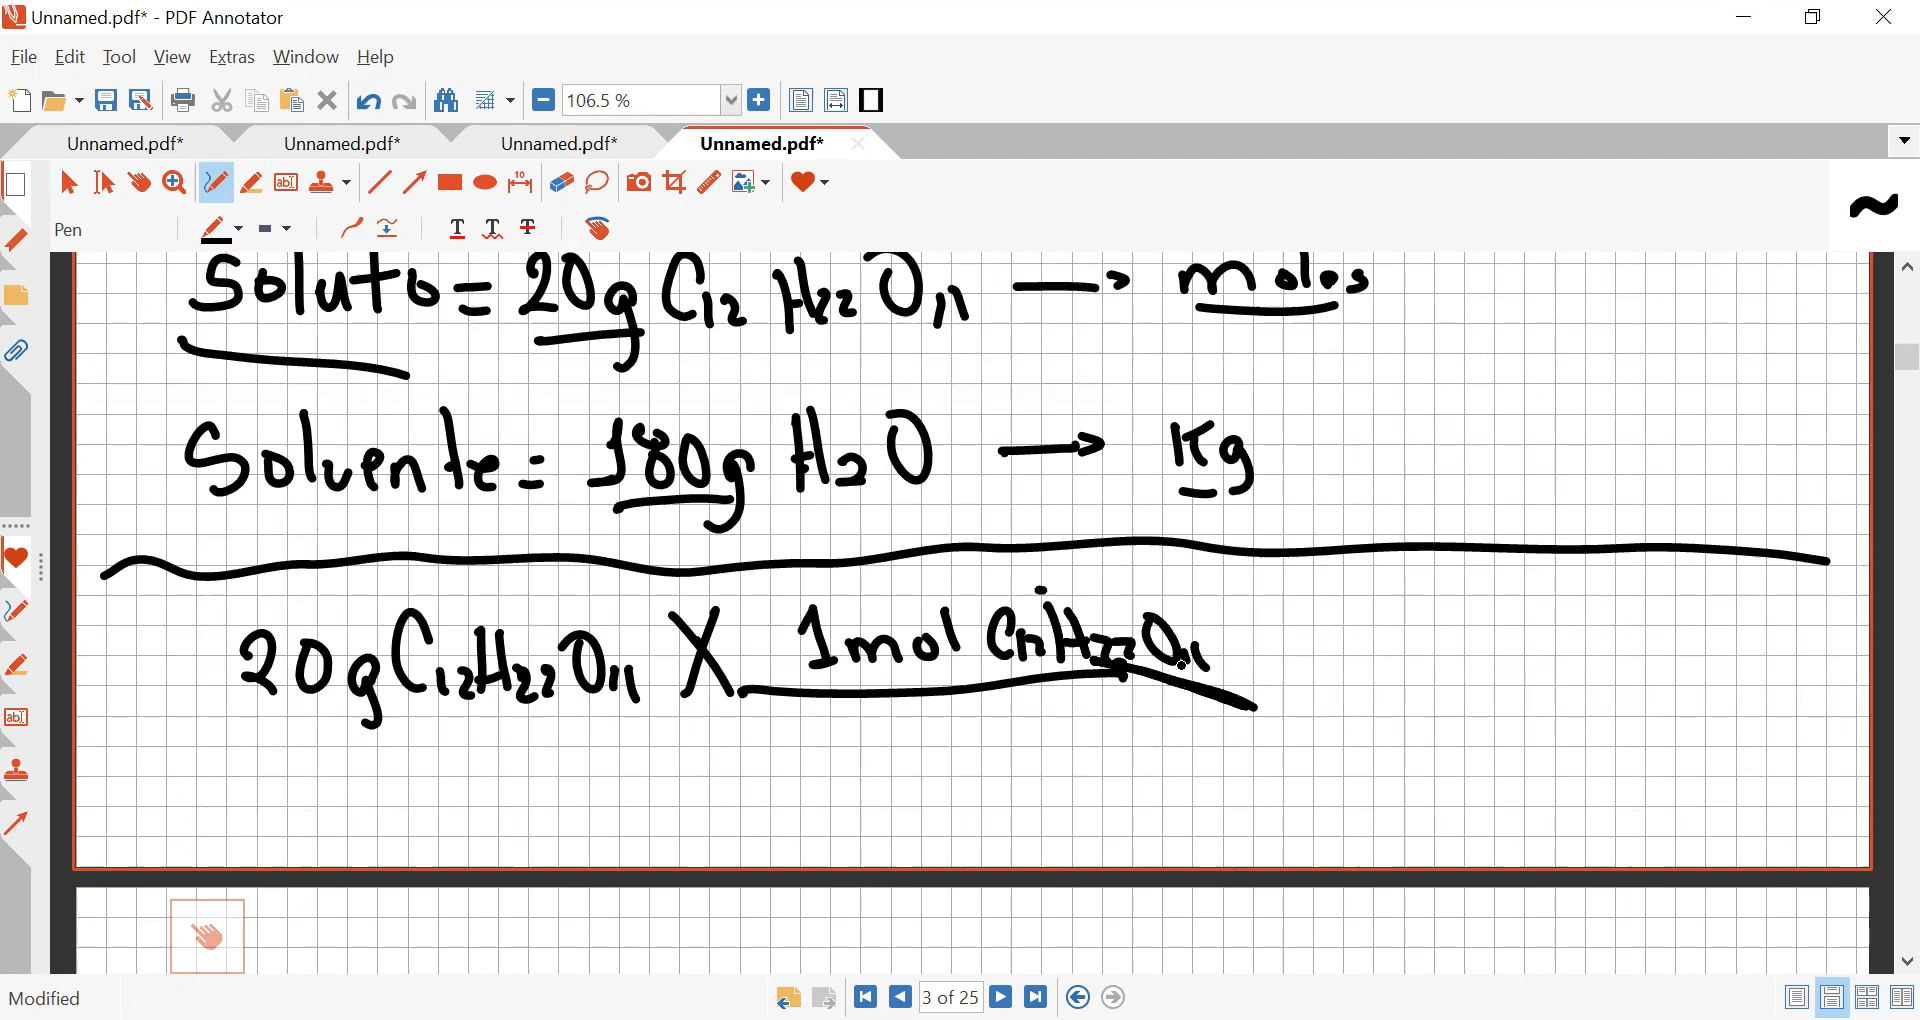 Unnamed.pdf* - PDF Annotator
File Edit Tool View Extras Window Help
106.5 %
Unnamed.pdf* Unnamed.pdf* Unnamed.pdf* Unnamed.pdf*
Pen
Soluto = 20g C12 H22 O11 → moles
Solvente = 180g H2O → Kg
20g C12H22O11 X 1mol C12H22O11
Modified
3 of 25